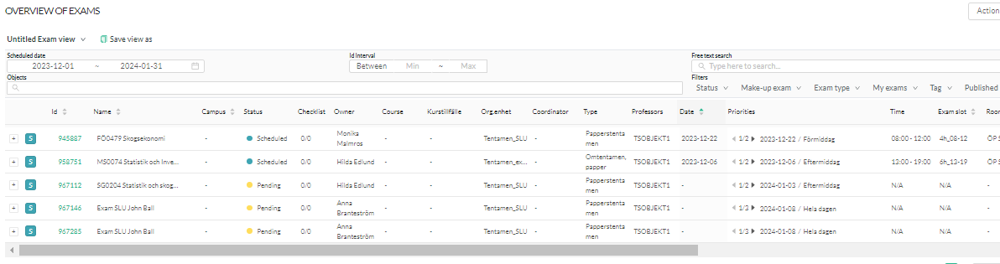 OVERVIEW OF EXAMS
Action
Untitled Exam view Save view as
Scheduled date Id Interval Free text search
2023-12-01 ~ 2024-01-31 Between Min ~ Max Type here to search...
Objects Filters
Status Make-up exam Exam type My exams Tag Published
Id Name Campus Status Checklist Owner Course Kurstillfälle Org.enhet Coordinator Type Professors Date Priorities Time Exam slot Room
+ S 945887 FÖ0479 Skogsekonomi - Scheduled 0/0 Monika Malmros - - Tentamen_SLU - Papperstentamen TSOBJEKT1 2023-12-22 1/2 2023-12-22 / Förmiddag 08:00 - 12:00 4h_08-12 ÖP S
+ S 958751 MS0074 Statistik och Inve... - Scheduled 0/0 Hilda Edlund - - Tentamen_ex... - Omtentamen, papper TSOBJEKT1 2023-12-06 1/2 2023-12-06 / Eftermiddag 13:00 - 19:00 6h_13-19 ÖP S
+ S 967112 SG0204 Statistik och skog... - Pending 0/0 Hilda Edlund - - Tentamen_SLU - Papperstentamen TSOBJEKT1 - 1/2 2024-01-03 / Eftermiddag N/A N/A -
+ S 967146 Exam SLU John Ball - Pending 0/0 Anna Branteström - - Tentamen_SLU - Papperstentamen TSOBJEKT1 - 1/3 2024-01-08 / Hela dagen N/A N/A -
+ S 967285 Exam SLU John Ball - Pending 0/0 Anna Branteström - - Tentamen_SLU - Papperstentamen TSOBJEKT1 - 1/3 2024-01-08 / Hela dagen N/A N/A -